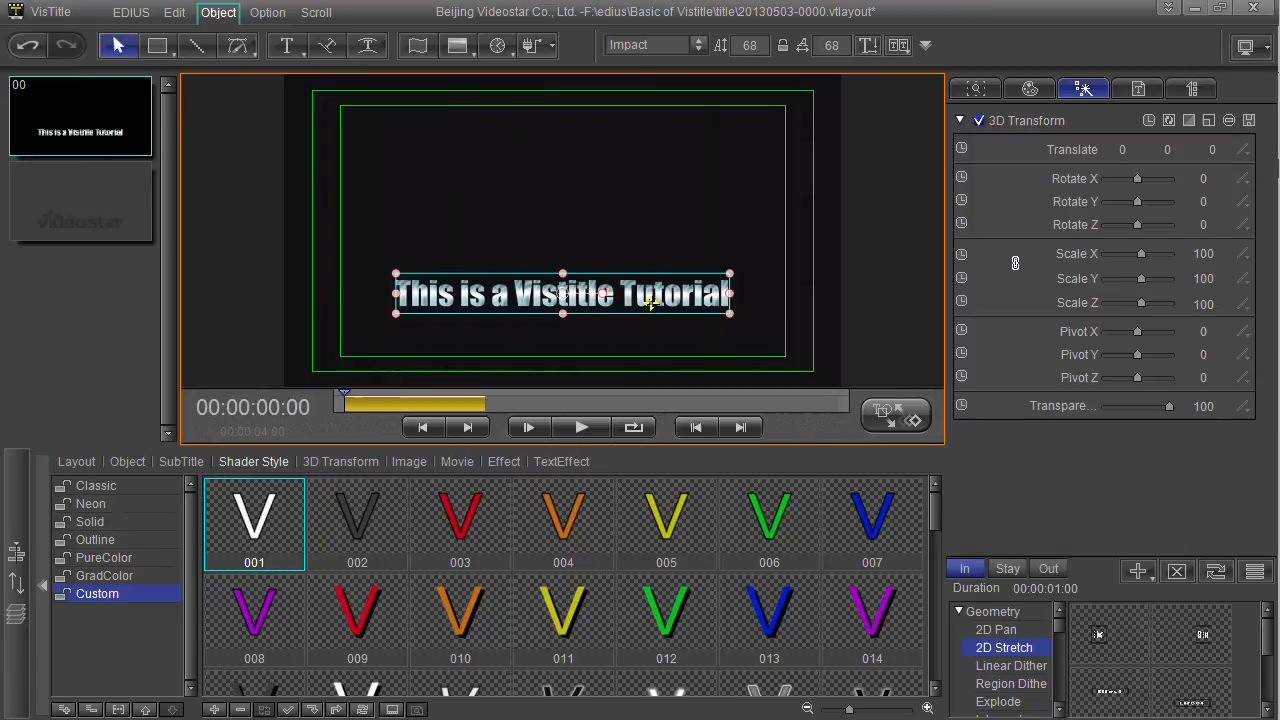 VisTitle EDIUS Edit Object Option Scroll Beijing Videostar Co., Ltd. -F:\edius\Basic of Vistitle\title\20130503-0000.vtlayout*
Impact 68 68
00
This is a Vistitle Tutorial
videostar
This is a Vistitle Tutorial
00:00:00:00
00:00:04:00
3D Transform
Translate 0 0 0
Rotate X 0
Rotate Y 0
Rotate Z 0
Scale X 100
Scale Y 100
Scale Z 100
Pivot X 0
Pivot Y 0
Pivot Z 0
Transpare... 100
Layout Object SubTitle Shader Style 3D Transform Image Movie Effect TextEffect
Classic
Neon
Solid
Outline
PureColor
GradColor
Custom
001 002 003 004 005 006 007
008 009 010 011 012 013 014
In Stay Out
Duration 00:00:01:00
Geometry
2D Pan
2D Stretch
Linear Dither
Region Dithe
Explode